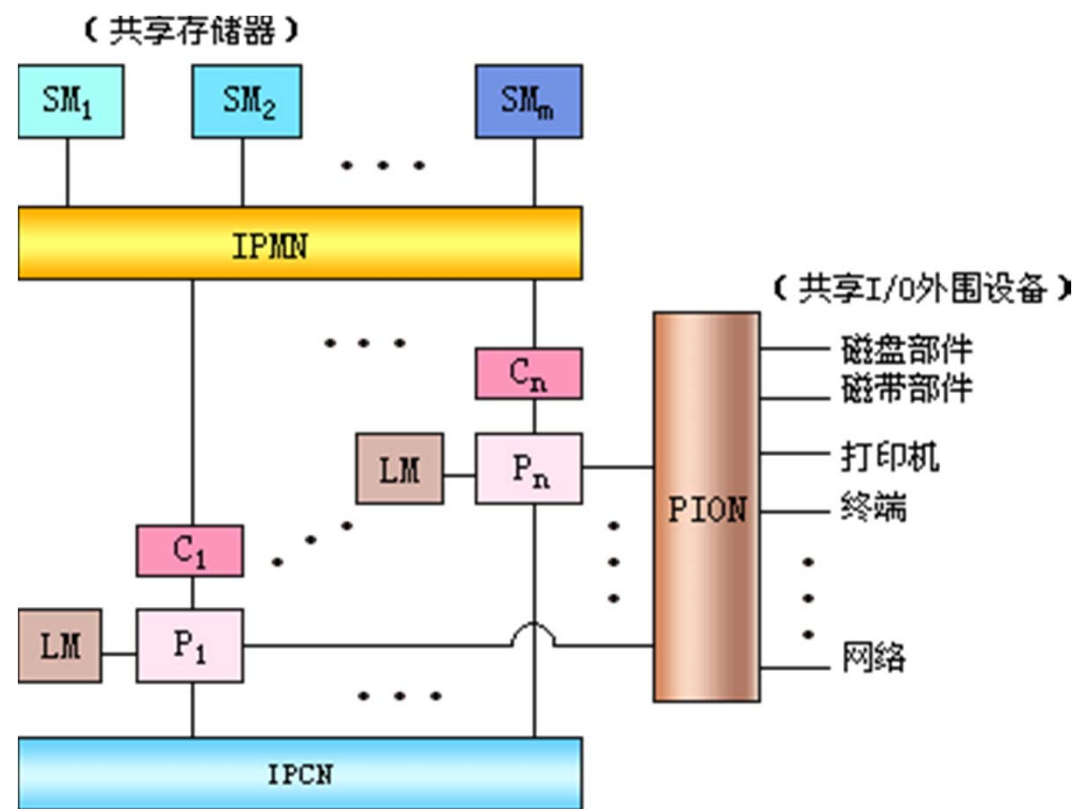 （共享存储器）
SM₁
SM₂
SMₘ
IPMN
（共享I/O外围设备）
磁盘部件
Cₙ
磁带部件
LM
Pₙ
打印机
PION
终端
C₁
LM
P₁
网络
IPCN